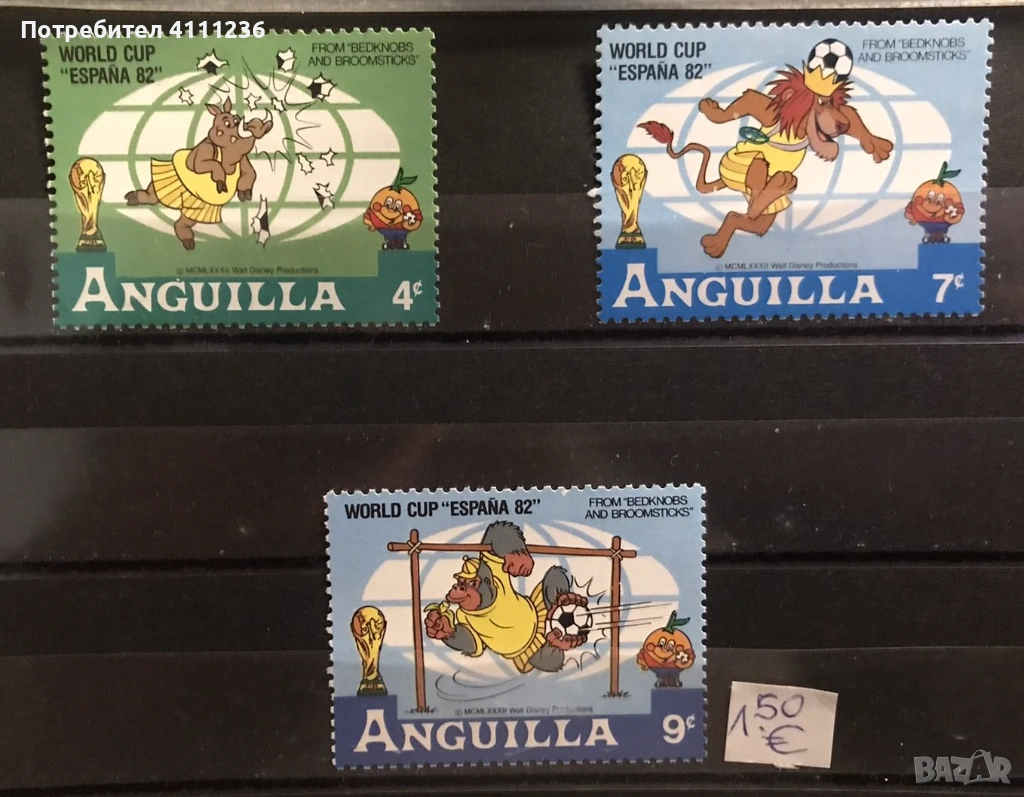 Потребител 4111236
WORLD CUP
"ESPAÑA 82"
FROM "BEDKNOBS
AND BROOMSTICKS"
© MCMLXXXII Walt Disney Productions
ANGUILLA 4¢
WORLD CUP
"ESPAÑA 82"
FROM "BEDKNOBS
AND BROOMSTICKS"
© MCMLXXXII Walt Disney Productions
ANGUILLA 7¢
WORLD CUP "ESPAÑA 82"
FROM "BEDKNOBS
AND BROOMSTICKS"
© MCMLXXXII Walt Disney Productions
ANGUILLA 9¢
1.50
€
BAZAR